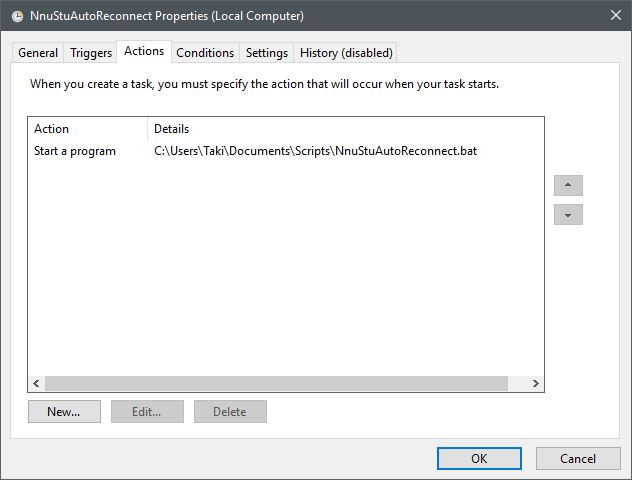 NnuStuAutoReconnect Properties (Local Computer)
General Triggers Actions Conditions Settings History (disabled)
When you create a task, you must specify the action that will occur when your task starts.
Action Details
Start a program C:\Users\Taki\Documents\Scripts\NnuStuAutoReconnect.bat
New... Edit... Delete
OK Cancel